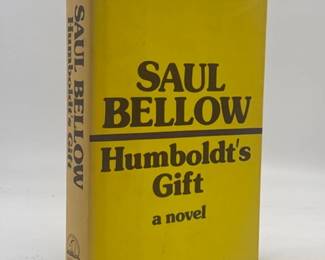 SAUL BELLOW
Humboldt's Gift
SAUL
BELLOW
Humboldt's
Gift
a novel